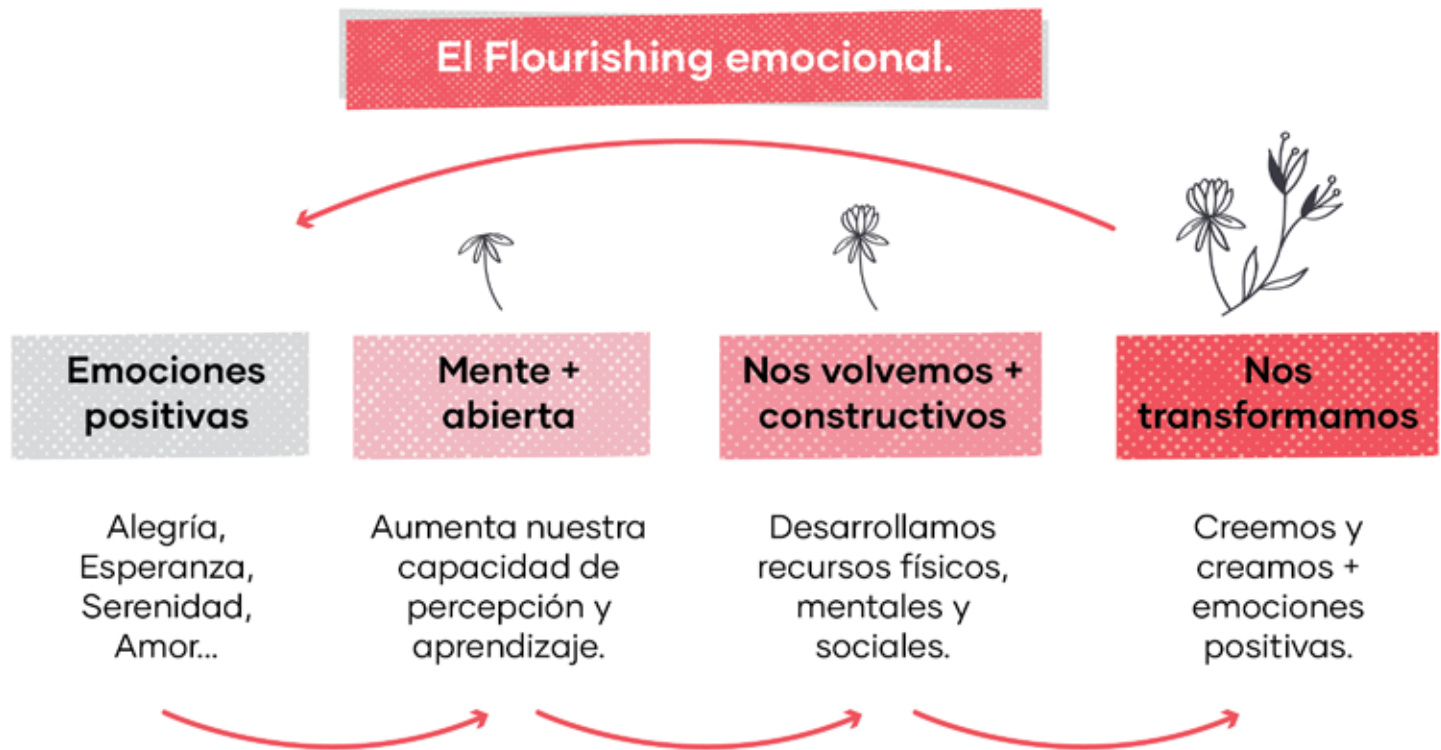 El Flourishing emocional.
Emociones
positivas
Alegría,
Esperanza,
Serenidad,
Amor...
Mente +
abierta
Aumenta nuestra
capacidad de
percepción y
aprendizaje.
Nos volvemos +
constructivos
Desarrollamos
recursos físicos,
mentales y
sociales.
Nos
transformamos
Creemos y
creamos +
emociones
positivas.